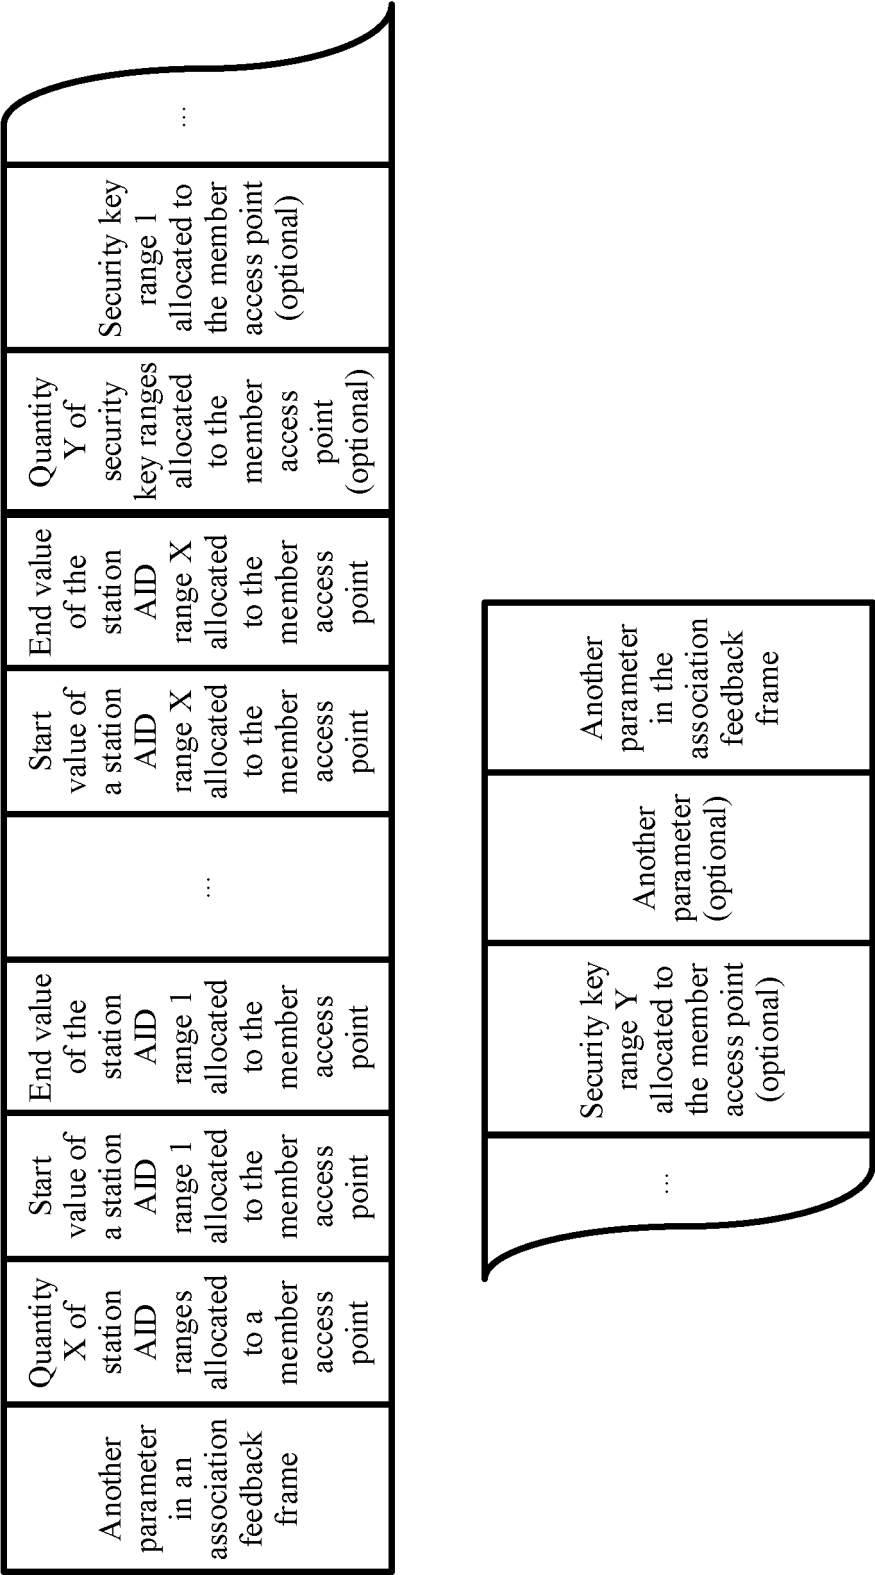 Another
parameter
in an
association
feedback
frame
Quantity
X of
station
AID
ranges
allocated
to a
member
access
point
Start
value of
a station
AID
range 1
allocated
to the
member
access
point
End value
of the
station
AID
range 1
allocated
to the
member
access
point
...
Start
value of
a station
AID
range X
allocated
to the
member
access
point
End value
of the
station
AID
range X
allocated
to the
member
access
point
Quantity
Y of
security
key ranges
allocated
to the
member
access
point
(optional)
Security key
range 1
allocated to
the member
access point
(optional)
...
...
Security key
range Y
allocated to
the member
access point
(optional)
Another
parameter
(optional)
Another
parameter
in the
association
feedback
frame